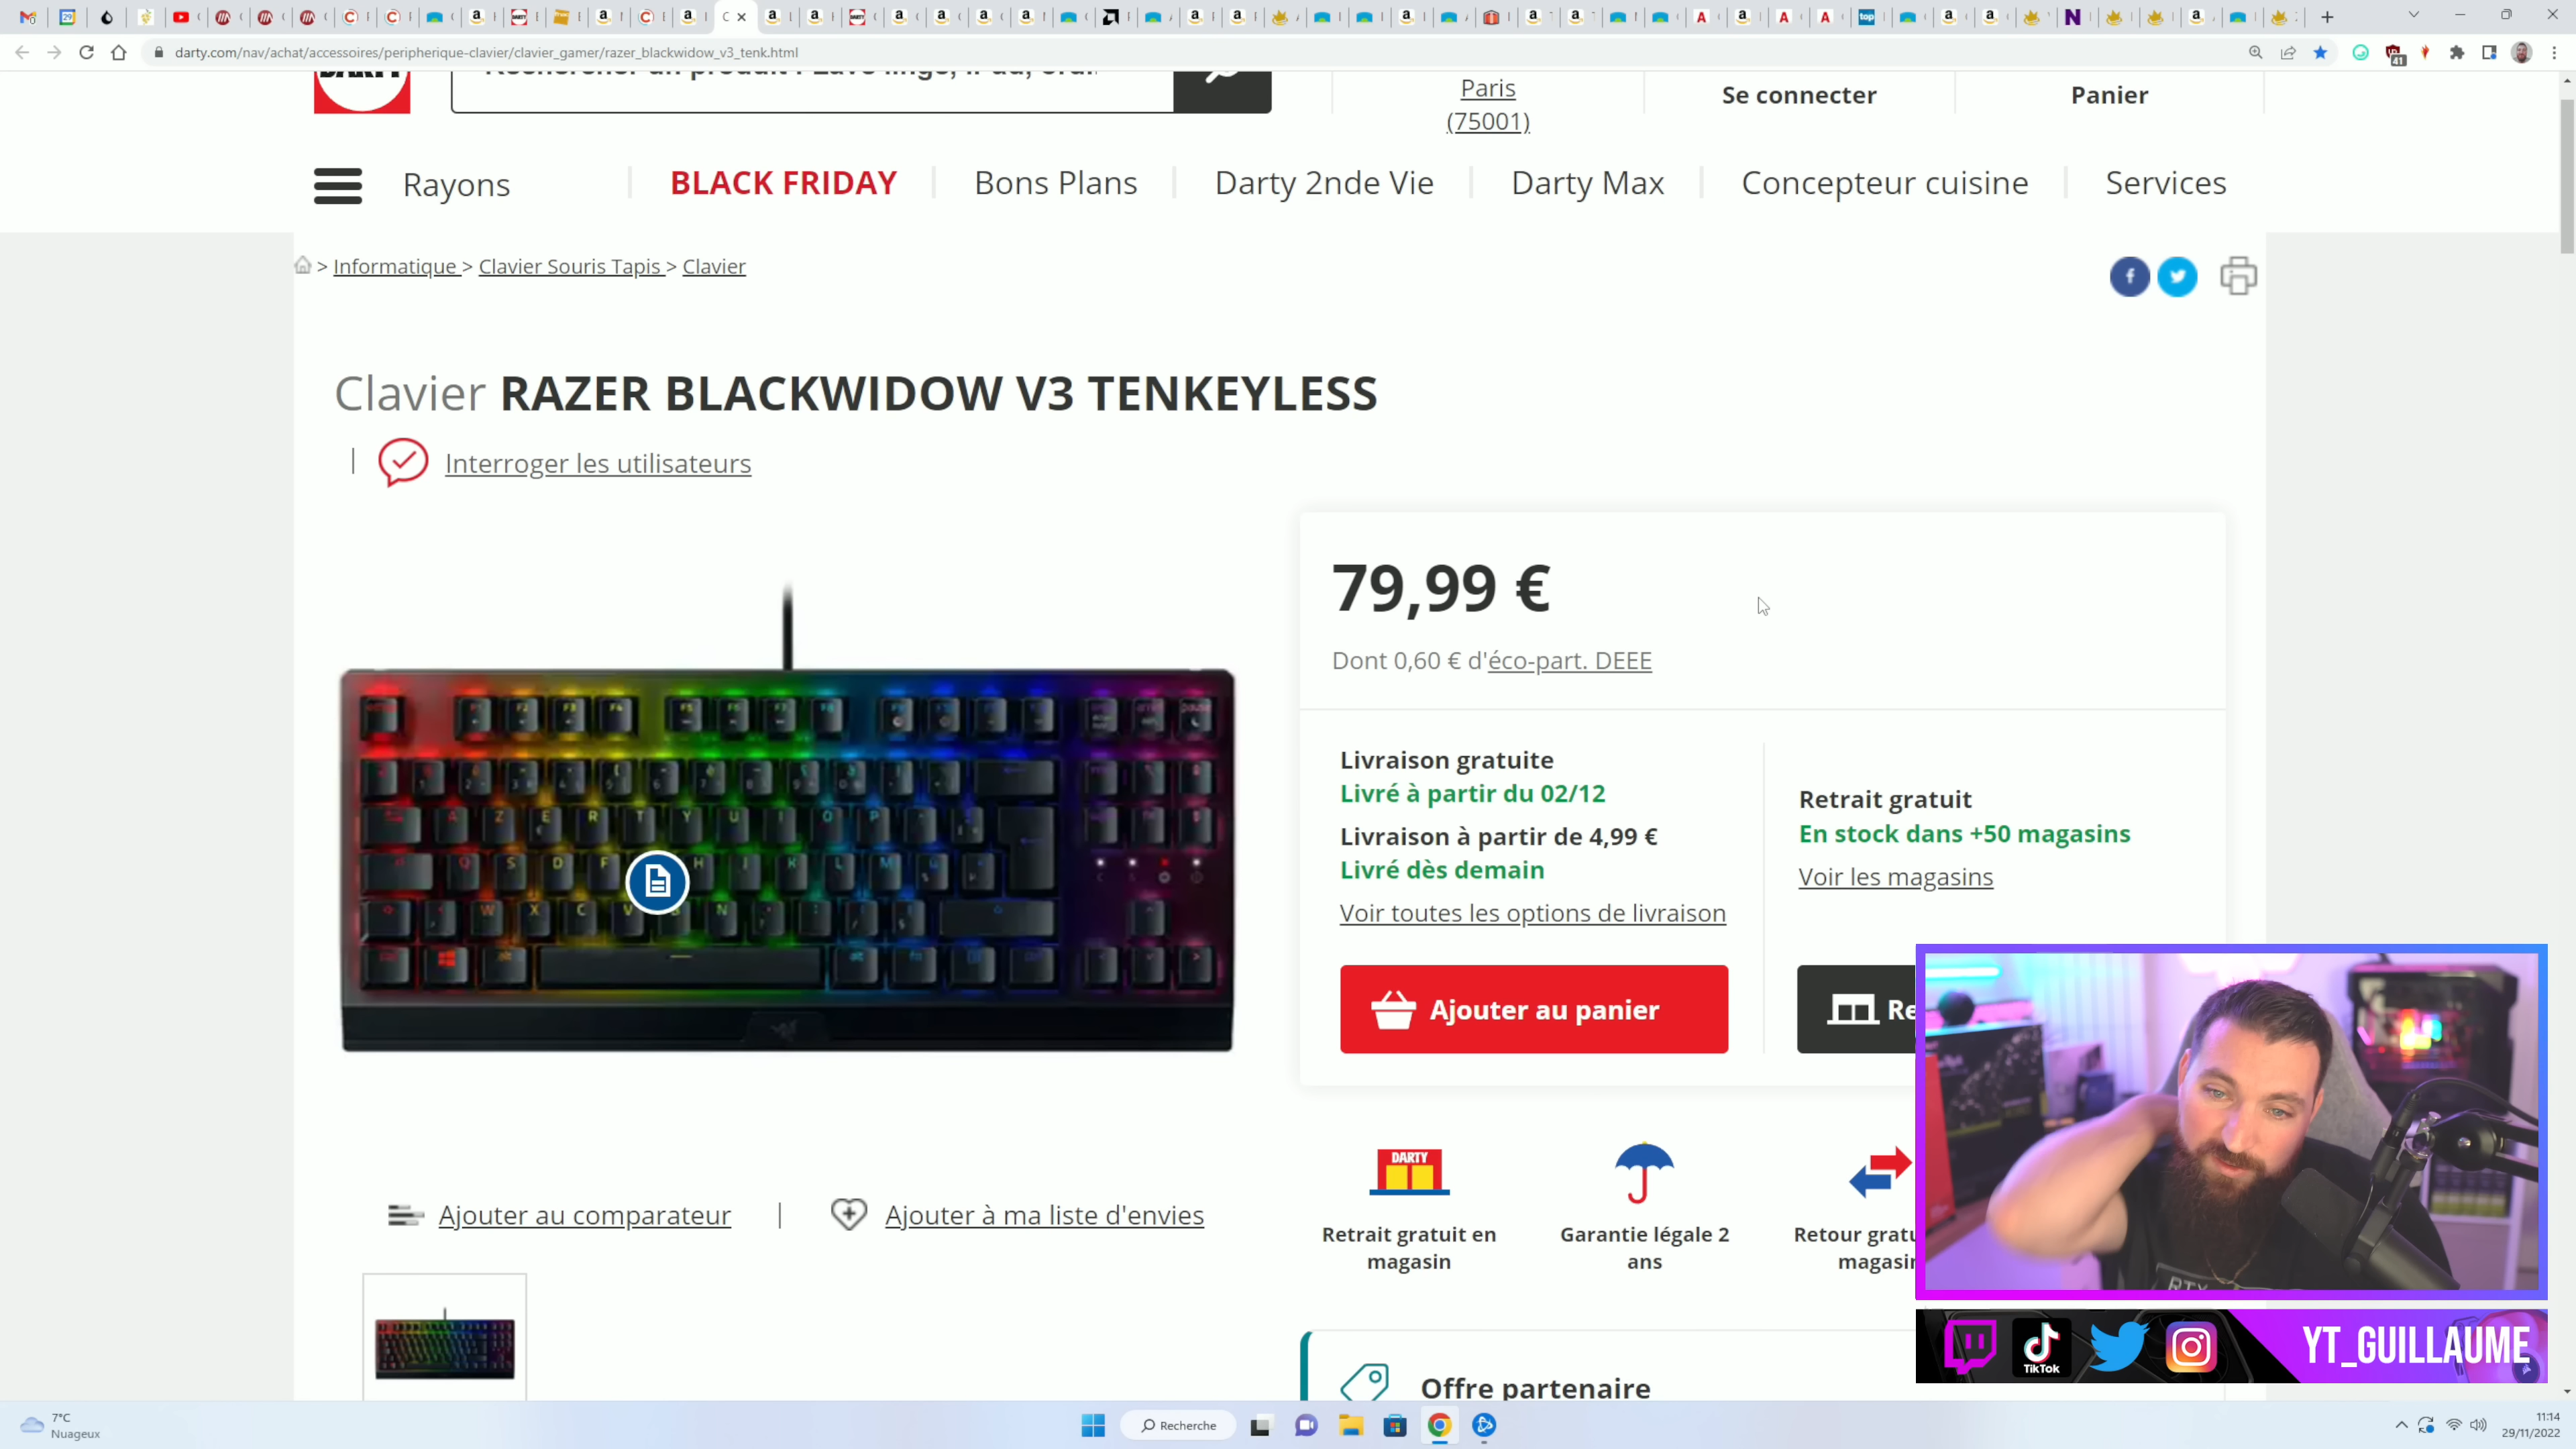 darty.com/nav/achat/accessoires/peripherique-clavier/clavier_gamer/razer_blackwidow_v3_tenk.html
41
Paris
(75001)
Se connecter
Panier
Rayons
BLACK FRIDAY
Bons Plans
Darty 2nde Vie
Darty Max
Concepteur cuisine
Services
> Informatique > Clavier Souris Tapis > Clavier
Clavier RAZER BLACKWIDOW V3 TENKEYLESS
Interroger les utilisateurs
79,99 €
Dont 0,60 € d'éco-part. DEEE
Livraison gratuite
Livré à partir du 02/12
Livraison à partir de 4,99 €
Livré dès demain
Voir toutes les options de livraison
Retrait gratuit
En stock dans +50 magasins
Voir les magasins
Ajouter au panier
Re
Ajouter au comparateur
Ajouter à ma liste d'envies
DARTY
Retrait gratuit en
magasin
Garantie légale 2
ans
Retour gratu
magasin
Offre partenaire
TikTok
YT_GUILLAUME
7°C
Nuageux
Recherche
11:14
29/11/2022